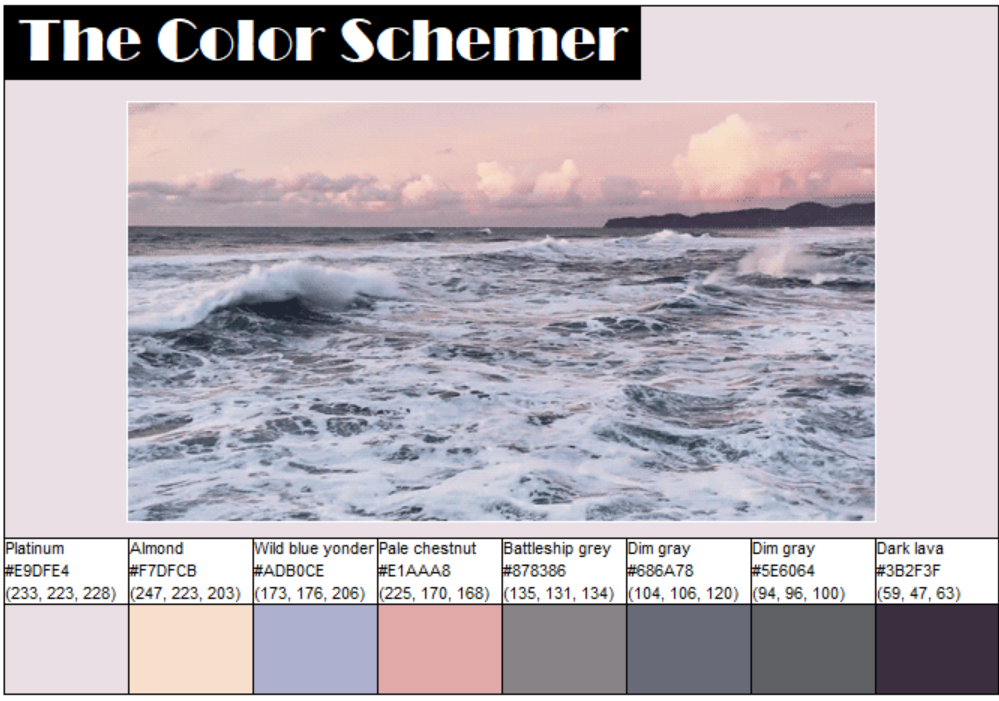 The Color Schemer
Platinum
#E9DFE4
(233, 223, 228)
Almond
#F7DFCB
(247, 223, 203)
Wild blue yonder
#ADB0CE
(173, 176, 206)
Pale chestnut
#E1AAA8
(225, 170, 168)
Battleship grey
#878386
(135, 131, 134)
Dim gray
#686A78
(104, 106, 120)
Dim gray
#5E6064
(94, 96, 100)
Dark lava
#3B2F3F
(59, 47, 63)